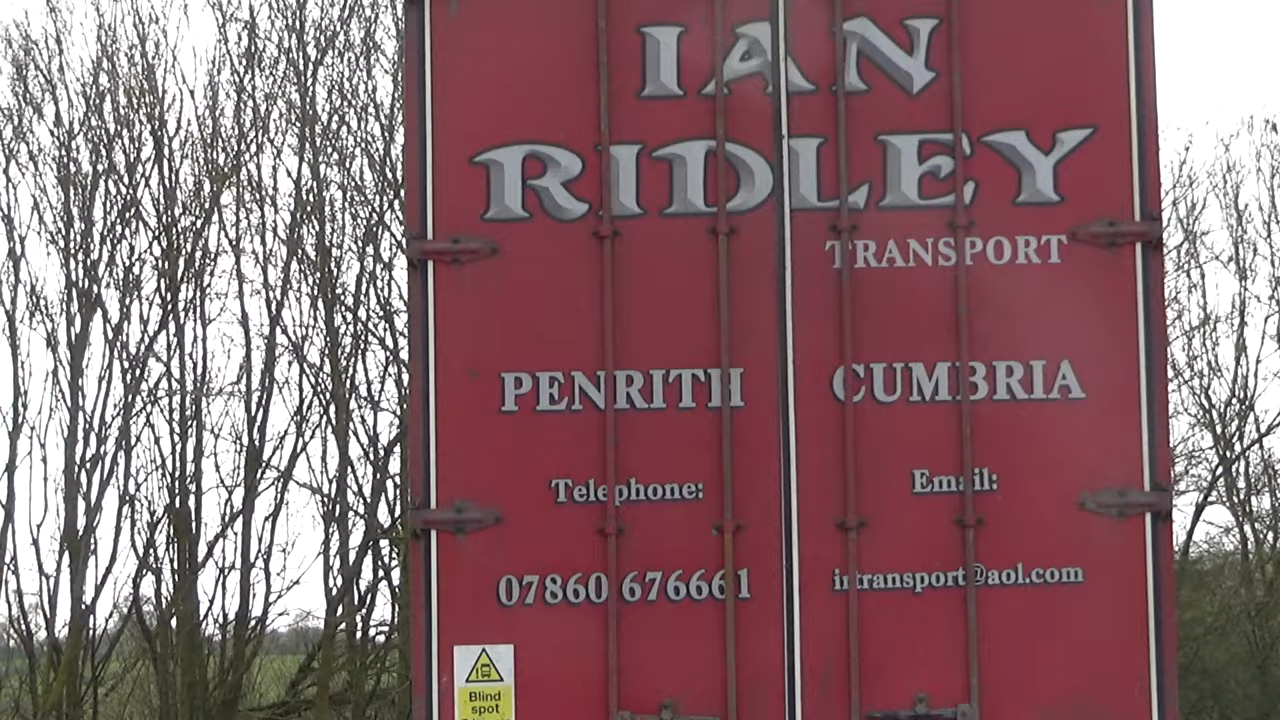 IAN
RIDLEY
TRANSPORT
PENRITH CUMBRIA
Telephone: Email:
07860 676661 irtransport@aol.com
Blind
spot